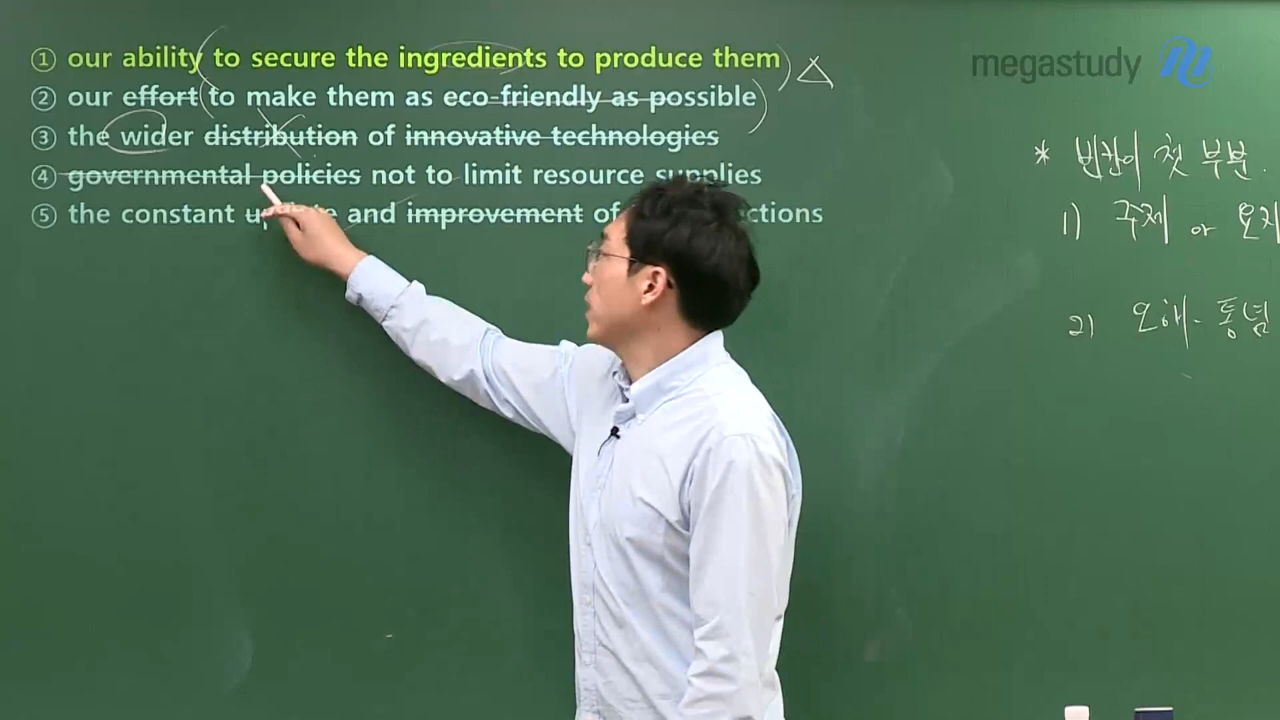 ① our ability to secure the ingredients to produce them
② our effort to make them as eco-friendly as possible
③ the wider distribution of innovative technologies
④ governmental policies not to limit resource supplies
⑤ the constant update and improvement of
megastudy
* 빈칸이 첫 부분.
1) 주제 or 요지
2) 오해 - 통념